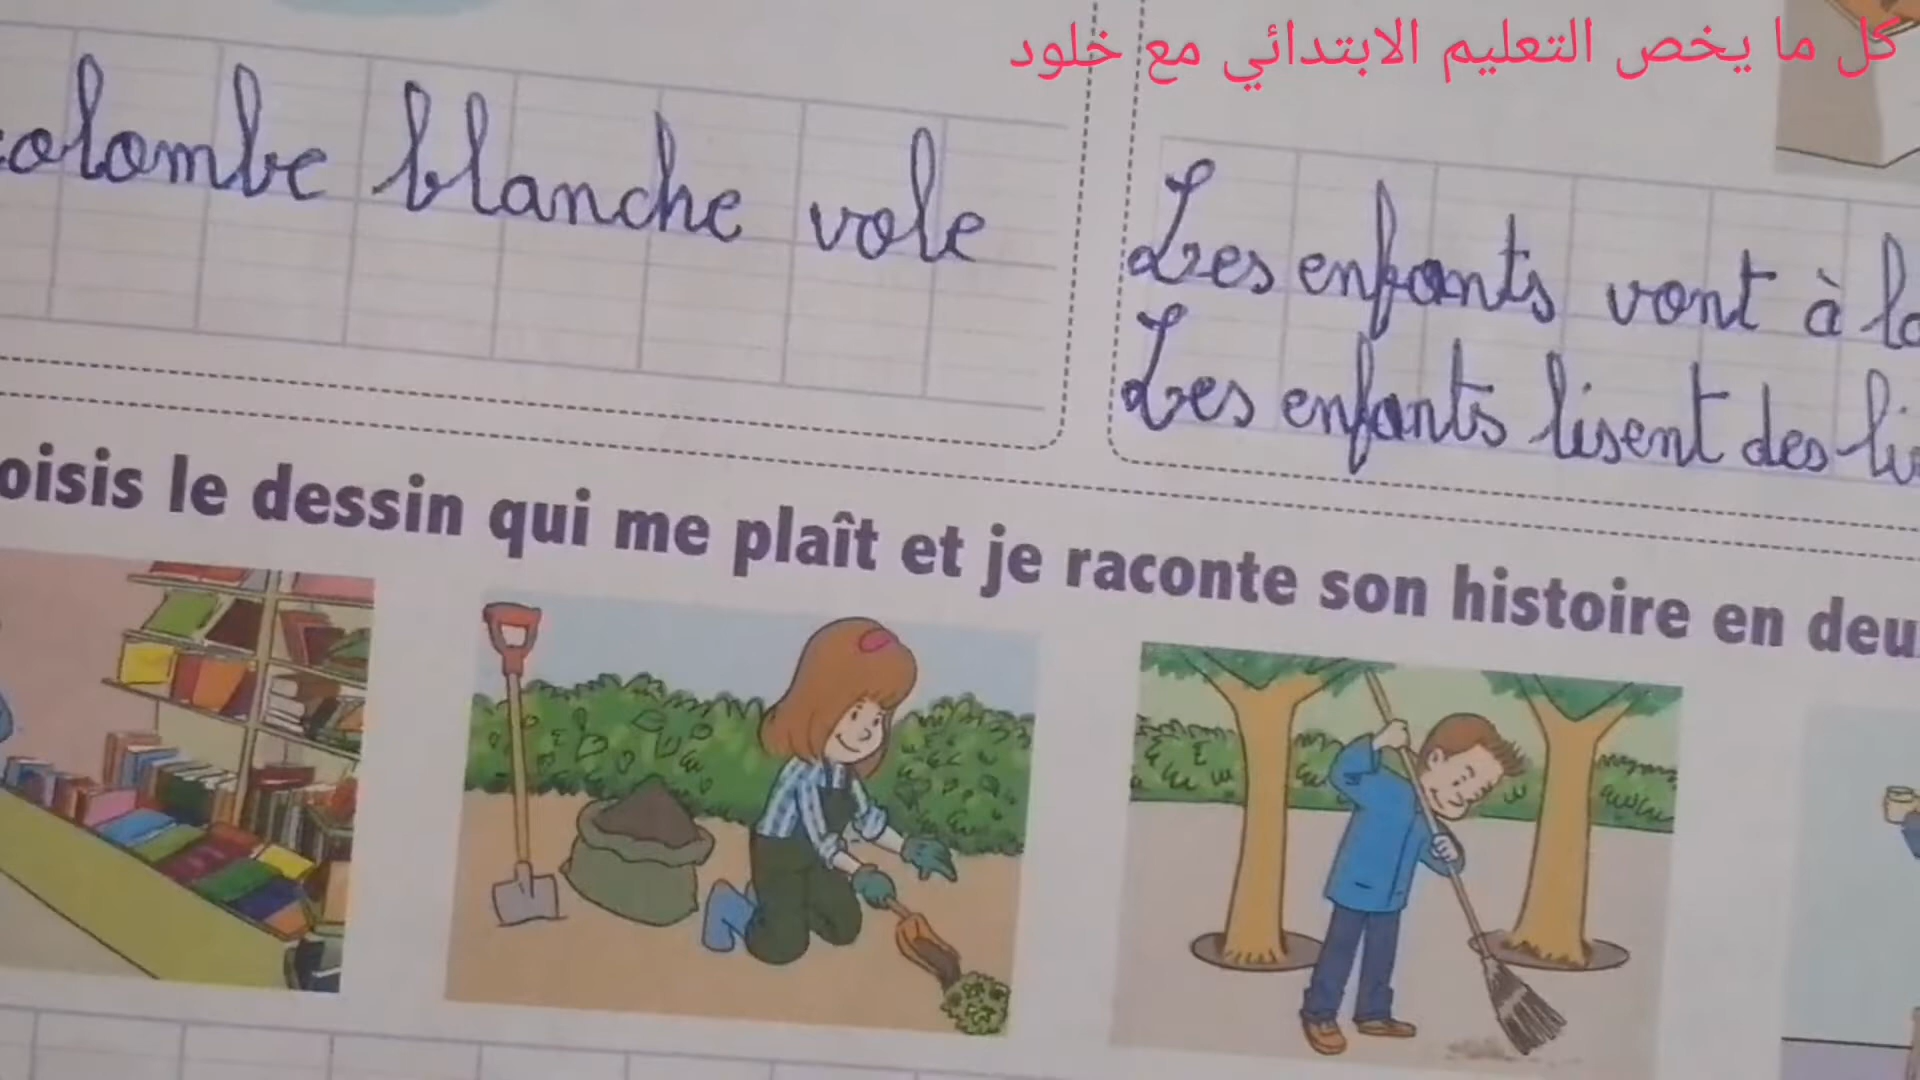 كل ما يخص التعليم الابتدائي مع خلود
colombe blanche vole
Les enfants vont à la
Les enfants lisent des
oisis le dessin qui me plaît et je raconte son histoire en deu